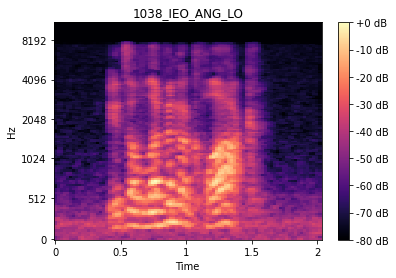 1038_IEO_ANG_LO
8192
4096
2048
1024
512
0
Hz
0
0.5
1
1.5
2
Time
+0 dB
-10 dB
-20 dB
-30 dB
-40 dB
-50 dB
-60 dB
-70 dB
-80 dB